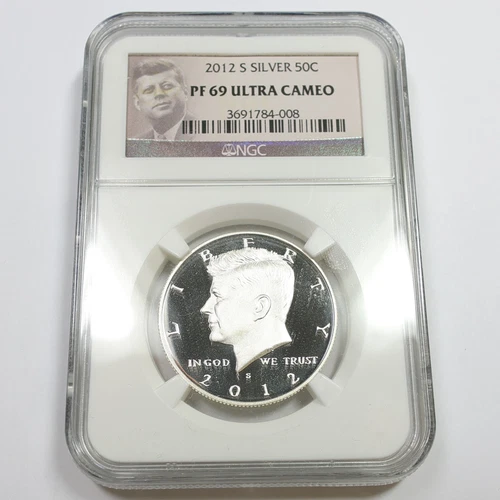 2012 S SILVER 50C
PF 69 ULTRA CAMEO
3691784-008
NGC
LIBERTY
IN GOD WE TRUST
S
2012